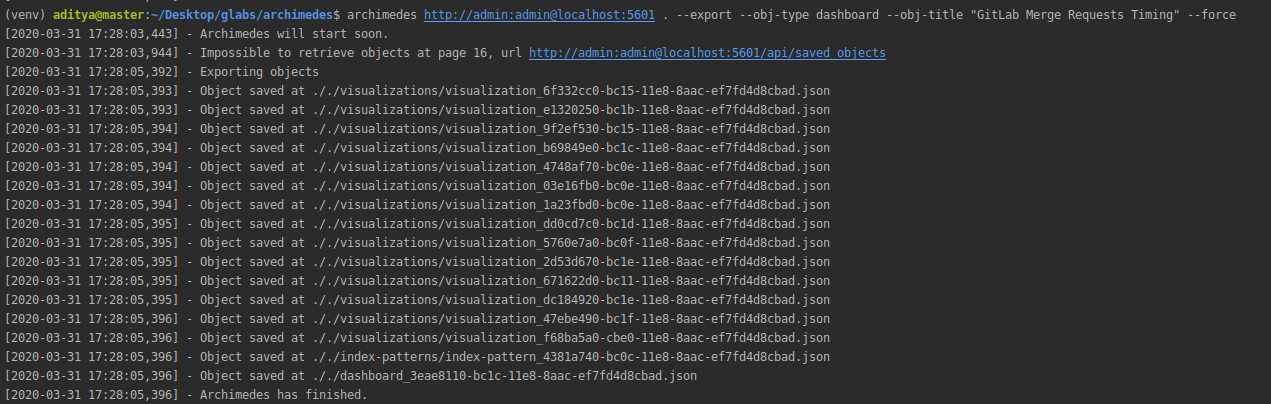 (venv) aditya@master:~/Desktop/glabs/archimedes$ archimedes http://admin:admin@localhost:5601 . --export --obj-type dashboard --obj-title "GitLab Merge Requests Timing" --force
[2020-03-31 17:28:03,443] - Archimedes will start soon.
[2020-03-31 17:28:03,944] - Impossible to retrieve objects at page 16, url http://admin:admin@localhost:5601/api/saved_objects
[2020-03-31 17:28:05,392] - Exporting objects
[2020-03-31 17:28:05,393] - Object saved at ././visualizations/visualization_6f332cc0-bc15-11e8-8aac-ef7fd4d8cbad.json
[2020-03-31 17:28:05,393] - Object saved at ././visualizations/visualization_e1320250-bc1b-11e8-8aac-ef7fd4d8cbad.json
[2020-03-31 17:28:05,394] - Object saved at ././visualizations/visualization_9f2ef530-bc15-11e8-8aac-ef7fd4d8cbad.json
[2020-03-31 17:28:05,394] - Object saved at ././visualizations/visualization_b69849e0-bc1c-11e8-8aac-ef7fd4d8cbad.json
[2020-03-31 17:28:05,394] - Object saved at ././visualizations/visualization_4748af70-bc0e-11e8-8aac-ef7fd4d8cbad.json
[2020-03-31 17:28:05,394] - Object saved at ././visualizations/visualization_03e16fb0-bc0e-11e8-8aac-ef7fd4d8cbad.json
[2020-03-31 17:28:05,394] - Object saved at ././visualizations/visualization_1a23fbd0-bc0e-11e8-8aac-ef7fd4d8cbad.json
[2020-03-31 17:28:05,395] - Object saved at ././visualizations/visualization_dd0cd7c0-bc1d-11e8-8aac-ef7fd4d8cbad.json
[2020-03-31 17:28:05,395] - Object saved at ././visualizations/visualization_5760e7a0-bc0f-11e8-8aac-ef7fd4d8cbad.json
[2020-03-31 17:28:05,395] - Object saved at ././visualizations/visualization_2d53d670-bc1e-11e8-8aac-ef7fd4d8cbad.json
[2020-03-31 17:28:05,395] - Object saved at ././visualizations/visualization_671622d0-bc11-11e8-8aac-ef7fd4d8cbad.json
[2020-03-31 17:28:05,395] - Object saved at ././visualizations/visualization_dc184920-bc1e-11e8-8aac-ef7fd4d8cbad.json
[2020-03-31 17:28:05,396] - Object saved at ././visualizations/visualization_47ebe490-bc1f-11e8-8aac-ef7fd4d8cbad.json
[2020-03-31 17:28:05,396] - Object saved at ././visualizations/visualization_f68ba5a0-cbe0-11e8-8aac-ef7fd4d8cbad.json
[2020-03-31 17:28:05,396] - Object saved at ././index-patterns/index-pattern_4381a740-bc0c-11e8-8aac-ef7fd4d8cbad.json
[2020-03-31 17:28:05,396] - Object saved at ././dashboard_3eae8110-bc1c-11e8-8aac-ef7fd4d8cbad.json
[2020-03-31 17:28:05,396] - Archimedes has finished.